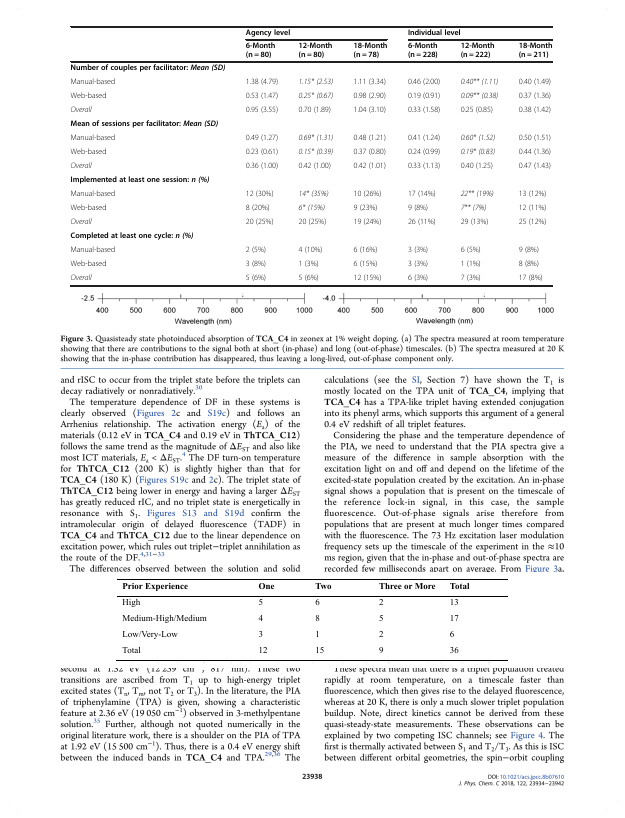 Agency level Individual level
6-Month 12-Month 18-Month 6-Month 12-Month 18-Month
(n = 80) (n = 80) (n = 78) (n = 228) (n = 222) (n = 211)
Number of couples per facilitator: Mean (SD)
Manual-based 1.38 (4.79) 1.15* (2.53) 1.11 (3.34) 0.46 (2.00) 0.40** (1.11) 0.40 (1.49)
Web-based 0.53 (1.47) 0.25* (0.67) 0.98 (2.90) 0.19 (0.91) 0.09** (0.38) 0.37 (1.36)
Overall 0.95 (3.55) 0.70 (1.89) 1.04 (3.10) 0.33 (1.58) 0.25 (0.85) 0.38 (1.42)
Mean of sessions per facilitator: Mean (SD)
Manual-based 0.49 (1.27) 0.69* (1.31) 0.48 (1.21) 0.41 (1.24) 0.60* (1.52) 0.50 (1.51)
Web-based 0.23 (0.61) 0.15* (0.39) 0.37 (0.80) 0.24 (0.99) 0.19* (0.83) 0.44 (1.36)
Overall 0.36 (1.00) 0.42 (1.00) 0.42 (1.01) 0.33 (1.13) 0.40 (1.25) 0.47 (1.43)
Implemented at least one session: n (%)
Manual-based 12 (30%) 14* (35%) 10 (26%) 17 (14%) 22** (19%) 13 (12%)
Web-based 8 (20%) 6* (15%) 9 (23%) 9 (8%) 7** (7%) 12 (11%)
Overall 20 (25%) 20 (25%) 19 (24%) 26 (11%) 29 (13%) 25 (12%)
Completed at least one cycle: n (%)
Manual-based 2 (5%) 4 (10%) 6 (16%) 3 (3%) 6 (5%) 9 (8%)
Web-based 3 (8%) 1 (3%) 6 (15%) 3 (3%) 1 (1%) 8 (8%)
Overall 5 (6%) 5 (6%) 12 (15%) 6 (3%) 7 (3%) 17 (8%)
-2.5 -4.0
400 500 600 700 800 900 1000 400 500 600 700 800 900 1000
Wavelength (nm) Wavelength (nm)
Figure 3. Quasisteady state photoinduced absorption of TCA_C4 in zeonex at 1% weight doping. (a) The spectra measured at room temperature
showing that there are contributions to the signal both at short (in-phase) and long (out-of-phase) timescales. (b) The spectra measured at 20 K
showing that the in-phase contribution has disappeared, thus leaving a long-lived, out-of-phase component only.
and rISC to occur from the triplet state before the triplets can
decay radiatively or nonradiatively.30
The temperature dependence of DF in these systems is
clearly observed (Figures 2c and S19c) and follows an
Arrhenius relationship. The activation energy (Ea) of the
materials (0.12 eV in TCA_C4 and 0.19 eV in ThTCA_C12)
follows the same trend as the magnitude of ΔEST and also like
most ICT materials, Ea < ΔEST.4 The DF turn-on temperature
for ThTCA_C12 (200 K) is slightly higher than that for
TCA_C4 (180 K) (Figures S19c and 2c). The triplet state of
ThTCA_C12 being lower in energy and having a larger ΔEST
has greatly reduced rIC, and no triplet state is energetically in
resonance with S1. Figures S13 and S19d confirm the
intramolecular origin of delayed fluorescence (TADF) in
TCA_C4 and ThTCA_C12 due to the linear dependence on
excitation power, which rules out triplet−triplet annihilation as
the route of the DF.4,31−33
The differences observed between the solution and solid
calculations (see the SI, Section 7) have shown the T1 is
mostly located on the TPA unit of TCA_C4, implying that
TCA_C4 has a TPA-like triplet having extended conjugation
into its phenyl arms, which supports this argument of a general
0.4 eV redshift of all triplet features.
Considering the phase and the temperature dependence of
the PIA, we need to understand that the PIA spectra give a
measure of the difference in sample absorption with the
excitation light on and off and depend on the lifetime of the
excited-state population created by the excitation. An in-phase
signal shows a population that is present on the timescale of
the reference lock-in signal, in this case, the sample
fluorescence. Out-of-phase signals arise therefore from
populations that are present at much longer times compared
with the fluorescence. The 73 Hz excitation laser modulation
frequency sets up the timescale of the experiment in the ≈10
ms region, given that the in-phase and out-of-phase spectra are
recorded few milliseconds apart on average. From Figure 3a,
Prior Experience One Two Three or More Total
High 5 6 2 13
Medium-High/Medium 4 8 5 17
Low/Very-Low 3 1 2 6
Total 12 15 9 36
second at 1.52 eV (12 259 cm−1, 817 nm). These two
transitions are ascribed from T1 up to high-energy triplet
excited states (Tn, Tm, not T2 or T3). In the literature, the PIA
of triphenylamine (TPA) is given, showing a characteristic
feature at 2.36 eV (19 050 cm−1) observed in 3-methylpentane
solution.35 Further, although not quoted numerically in the
original literature work, there is a shoulder on the PIA of TPA
at 1.92 eV (15 500 cm−1). Thus, there is a 0.4 eV energy shift
between the induced bands in TCA_C4 and TPA.29,36 The
These spectra mean that there is a triplet population created
rapidly at room temperature, on a timescale faster than
fluorescence, which then gives rise to the delayed fluorescence,
whereas at 20 K, there is only a much slower triplet population
buildup. Note, direct kinetics cannot be derived from these
quasi-steady-state measurements. These observations can be
explained by two competing ISC channels; see Figure 4. The
first is thermally activated between S1 and T2/T3. As this is ISC
between different orbital geometries, the spin−orbit coupling
23938
DOI: 10.1021/acs.jpcc.8b07610
J. Phys. Chem. C 2018, 122, 23934−23942